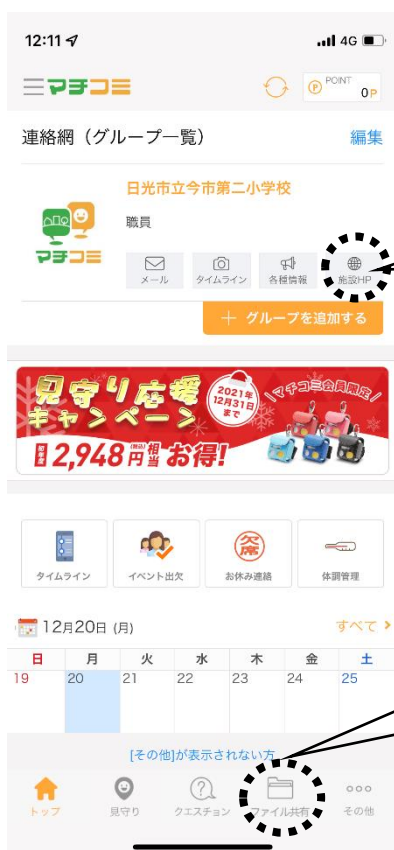 12:11
4G
マチコミ
P POINT
0P
連絡網（グループ一覧）
編集
日光市立今市第二小学校
職員
マチコミ
メール
タイムライン
各種情報
施設HP
＋ グループを追加する
見守り応援
キャンペーン
2021年
12月31日
まで
マチコミ会員限定
初年度 2,948円(税込)相当 お得!
タイムライン
イベント出欠
欠席
お休み連絡
体調管理
12月20日 (月)
すべて
日 月 火 水 木 金 土
19 20 21 22 23 24 25
[その他]が表示されない方
トップ
見守り
クエスチョン
ファイル共有
その他